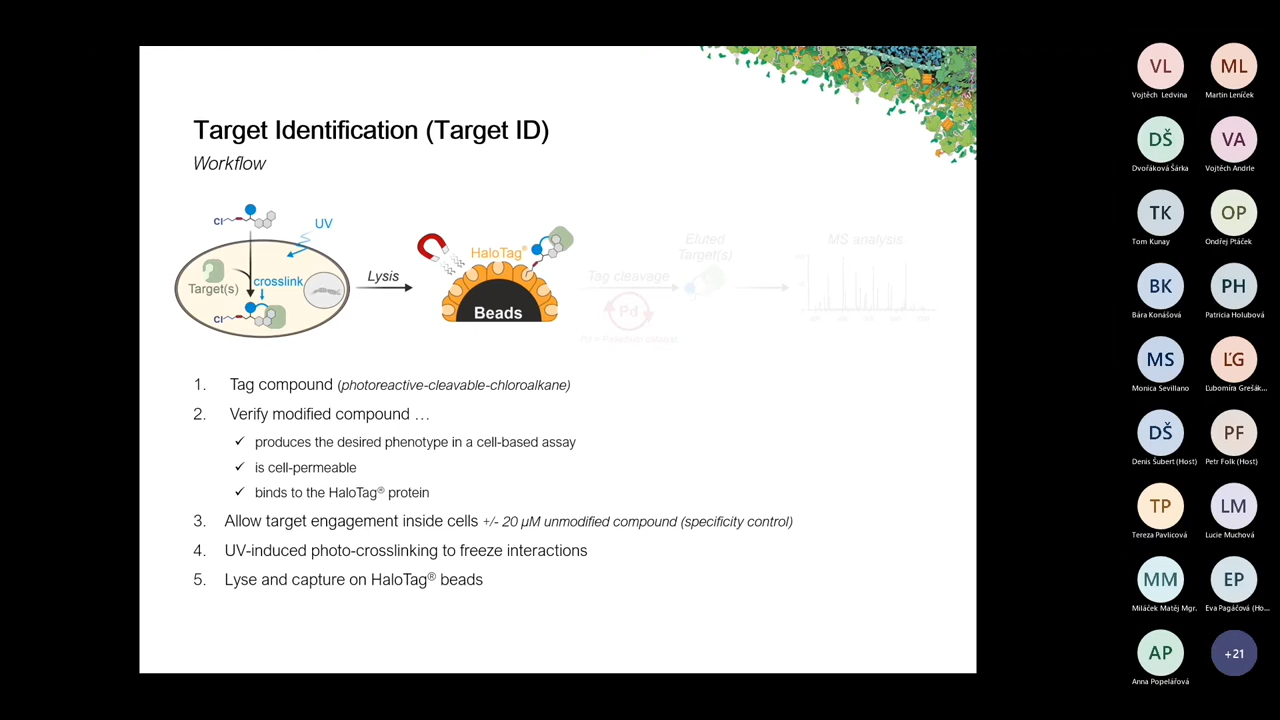 Target Identification (Target ID)
Workflow
Cl
UV
Target(s)
crosslink
Cl
Lysis
HaloTag®
Beads
Tag cleavage
Pd
Pd = Palladium catalyst
Eluted
Target(s)
MS analysis
1. Tag compound (photoreactive-cleavable-chloroalkane)
2. Verify modified compound …
✓ produces the desired phenotype in a cell-based assay
✓ is cell-permeable
✓ binds to the HaloTag® protein
3. Allow target engagement inside cells +/- 20 µM unmodified compound (specificity control)
4. UV-induced photo-crosslinking to freeze interactions
5. Lyse and capture on HaloTag® beads
VL
Vojtěch Ledvina
ML
Martin Leníček
DŠ
Dvořáková Šárka
VA
Vojtěch Andrle
TK
Tom Kunay
OP
Ondřej Ptáček
BK
Bára Konášová
PH
Patricia Holubová
MS
Monica Sevillano
ĽG
Ľubomíra Grešák...
DŠ
Denis Šubert (Host)
PF
Petr Folk (Host)
TP
Tereza Pavlicová
LM
Lucie Muchová
MM
Miláček Matěj Mgr.
EP
Eva Pagáčová (Ho...
AP
Anna Popelářová
+21